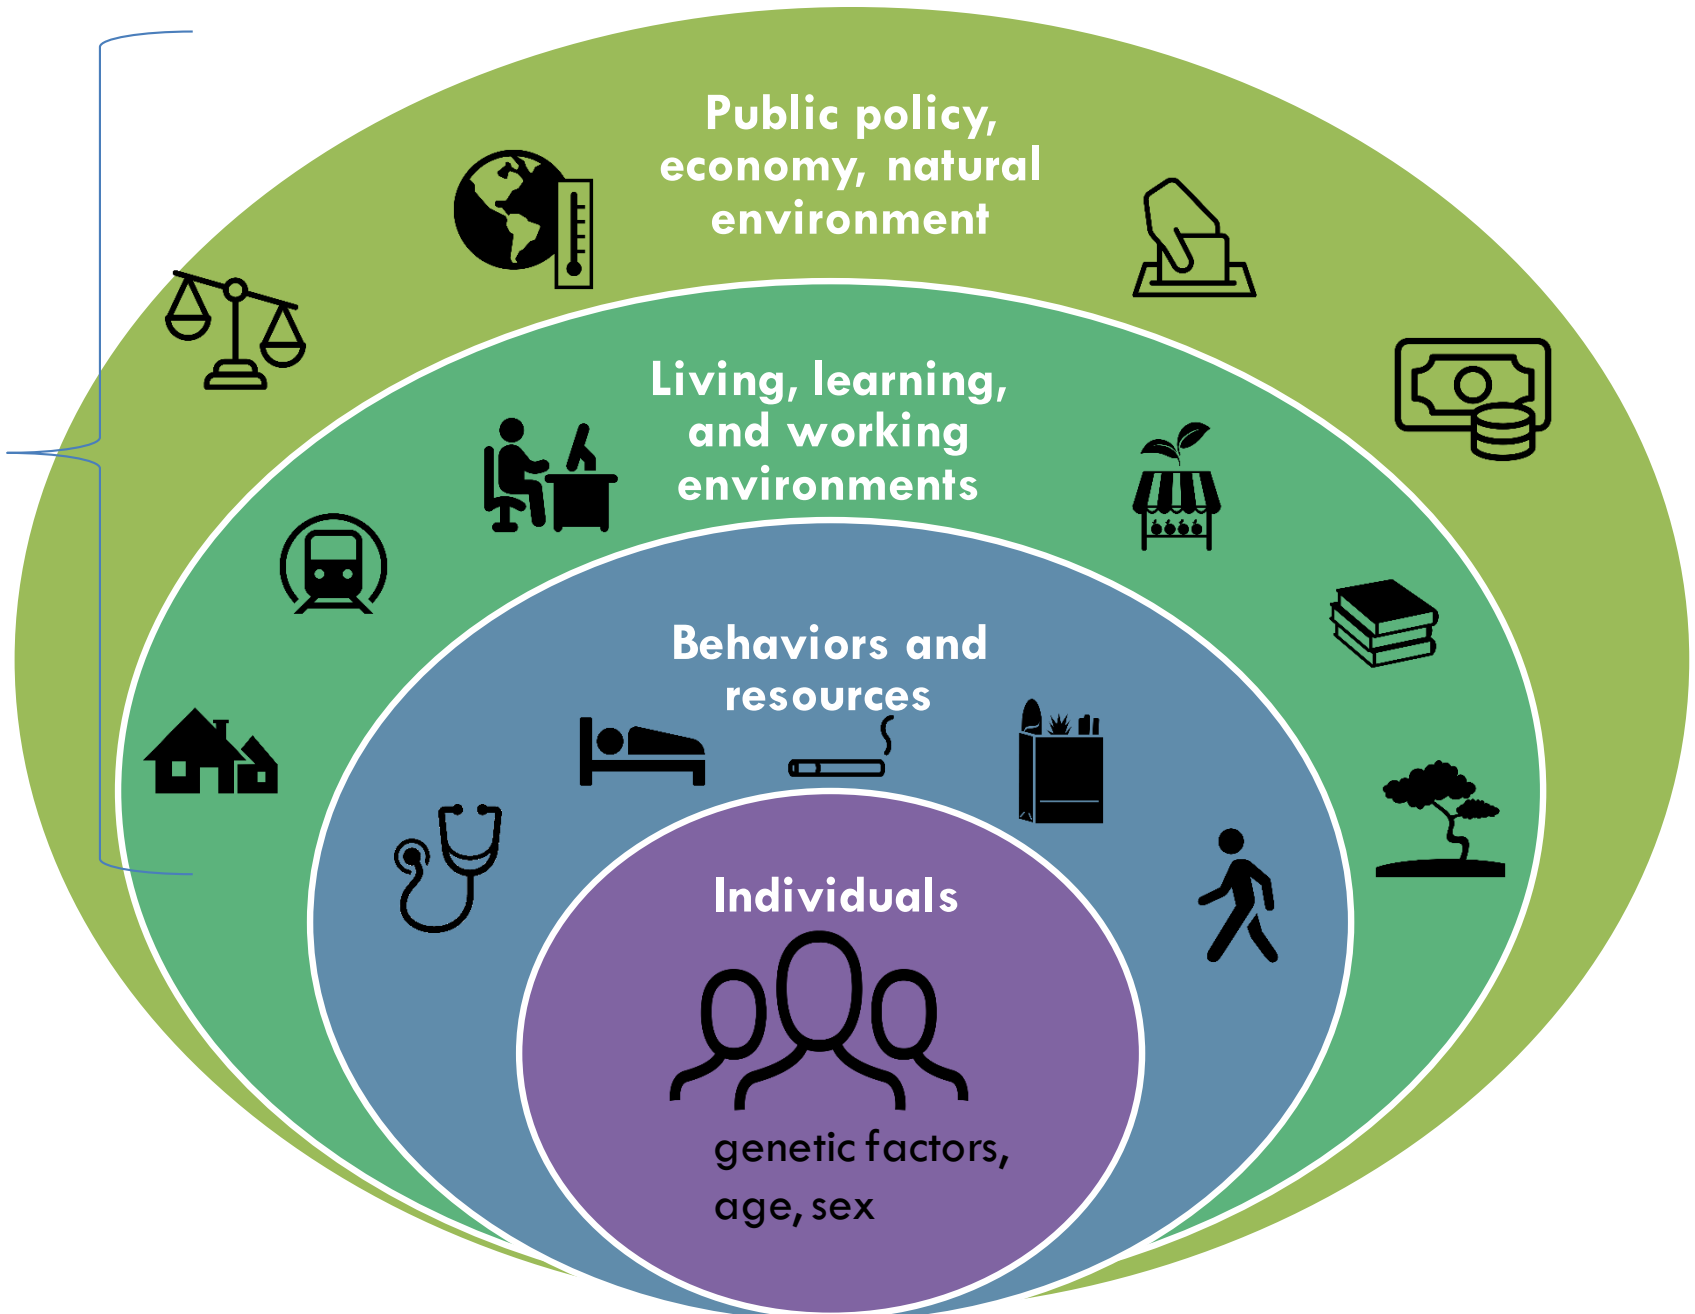 Public policy,
economy, natural
environment
Living, learning,
and working
environments
Behaviors and
resources
Individuals
genetic factors,
age, sex